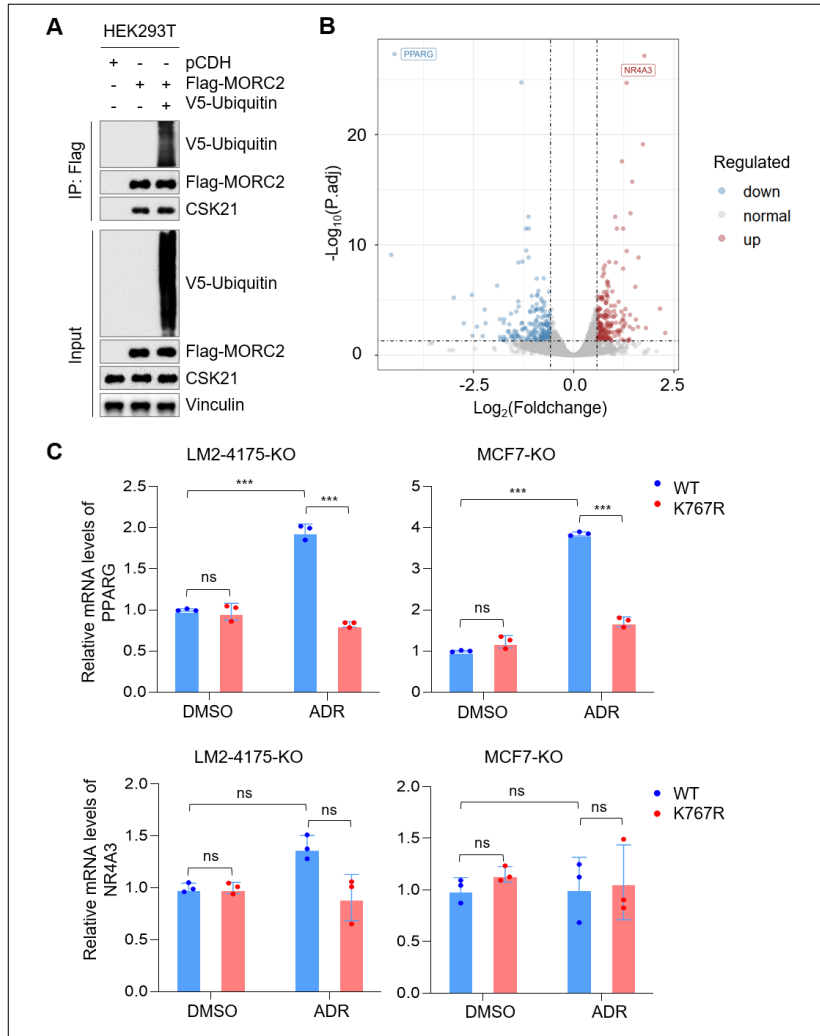 A
HEK293T
+ - - pCDH
- + + Flag-MORC2
- - + V5-Ubiquitin
IP: Flag
V5-Ubiquitin
Flag-MORC2
CSK21
Input
V5-Ubiquitin
Flag-MORC2
CSK21
Vinculin
B
PPARG
NR4A3
-Log10(P.adj)
20
10
0
-2.5 0.0 2.5
Log2(Foldchange)
Regulated
down
normal
up
C
LM2-4175-KO
Relative mRNA levels of
PPARG
2.5
2.0
1.5
1.0
0.5
0.0
***
***
ns
DMSO ADR
MCF7-KO
5
4
3
2
1
0
***
***
ns
DMSO ADR
WT
K767R
LM2-4175-KO
Relative mRNA levels of
NR4A3
2.0
1.5
1.0
0.5
0.0
ns
ns
ns
DMSO ADR
MCF7-KO
2.0
1.5
1.0
0.5
0.0
ns
ns
ns
DMSO ADR
WT
K767R